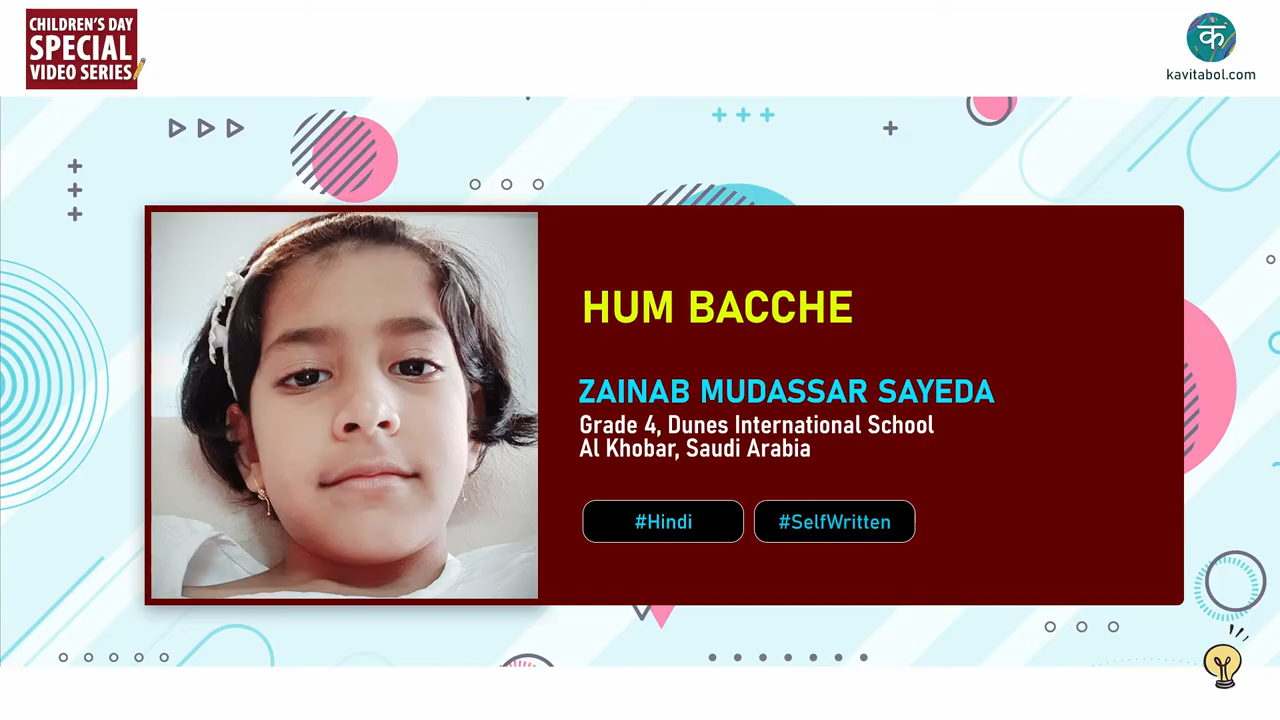 CHILDREN'S DAY
SPECIAL
VIDEO SERIES
क
kavitabol.com
HUM BACCHE
ZAINAB MUDASSAR SAYEDA
Grade 4, Dunes International School
Al Khobar, Saudi Arabia
#Hindi #SelfWritten